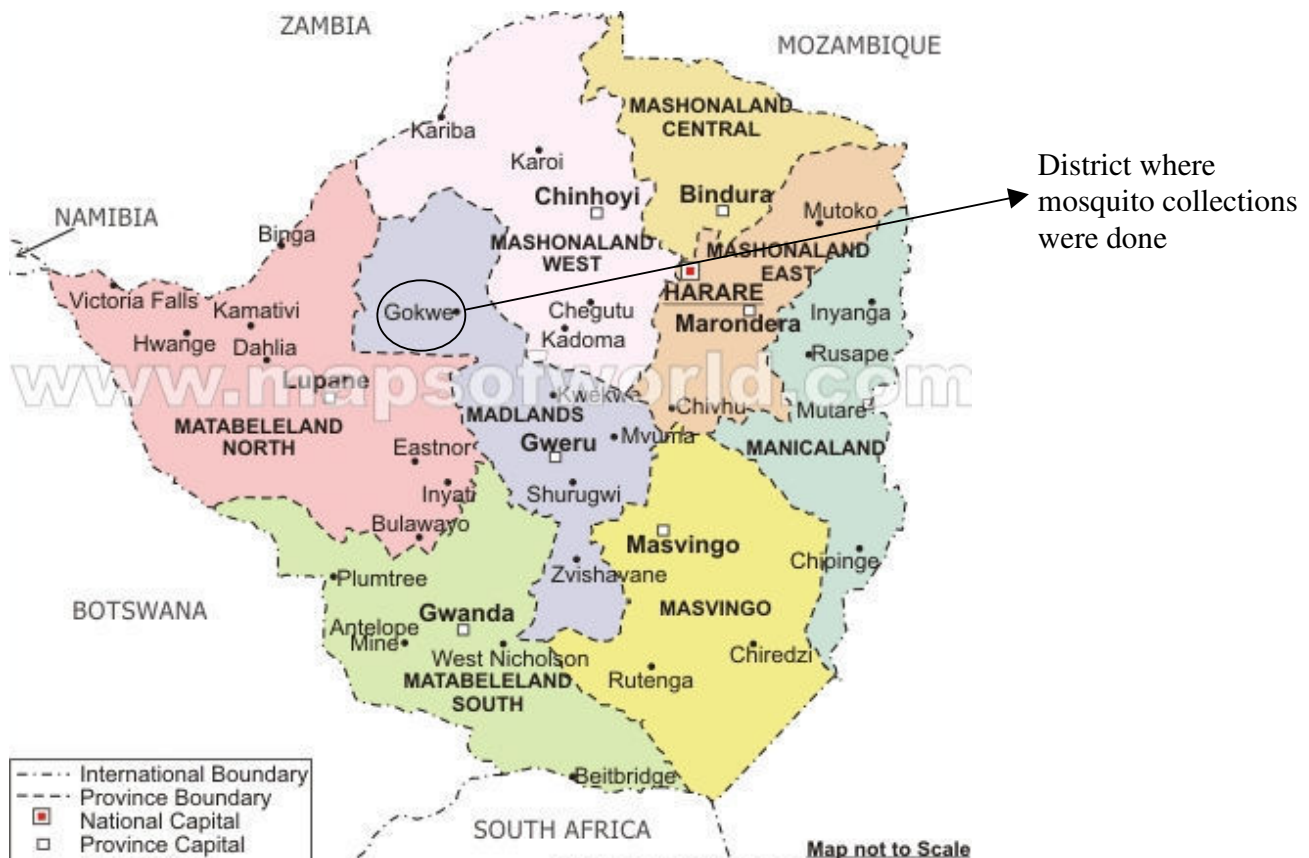 ZAMBIA
MOZAMBIQUE
MASHONALAND
CENTRAL
Kariba
Karoi
District where
mosquito collections
were done
Chinhoyi
Bindura
NAMIBIA
Mutoko
Binga
MASHONALAND
WEST
MASHONALAND
EAST
Victoria Falls
Kamativi
Gokwe
Chegutu
HARARE
Inyanga
Hwange
Dahlia
Kadoma
Marondera
Rusape
www.mapsofworld.com
Lupane
Kwekwe
Chivhu
Mutare
MATABELELAND
NORTH
MADLANDS
Gweru
Mvuma
MANICALAND
Eastnor
Inyati
Shurugwi
Bulawayo
Masvingo
Chipinge
Plumtree
Zvishavane
BOTSWANA
Gwanda
MASVINGO
Antelope
Mine
West Nicholson
Chiredzi
MATABELELAND
SOUTH
Rutenga
International Boundary
Province Boundary
National Capital
Province Capital
Beitbridge
SOUTH AFRICA
Map not to Scale